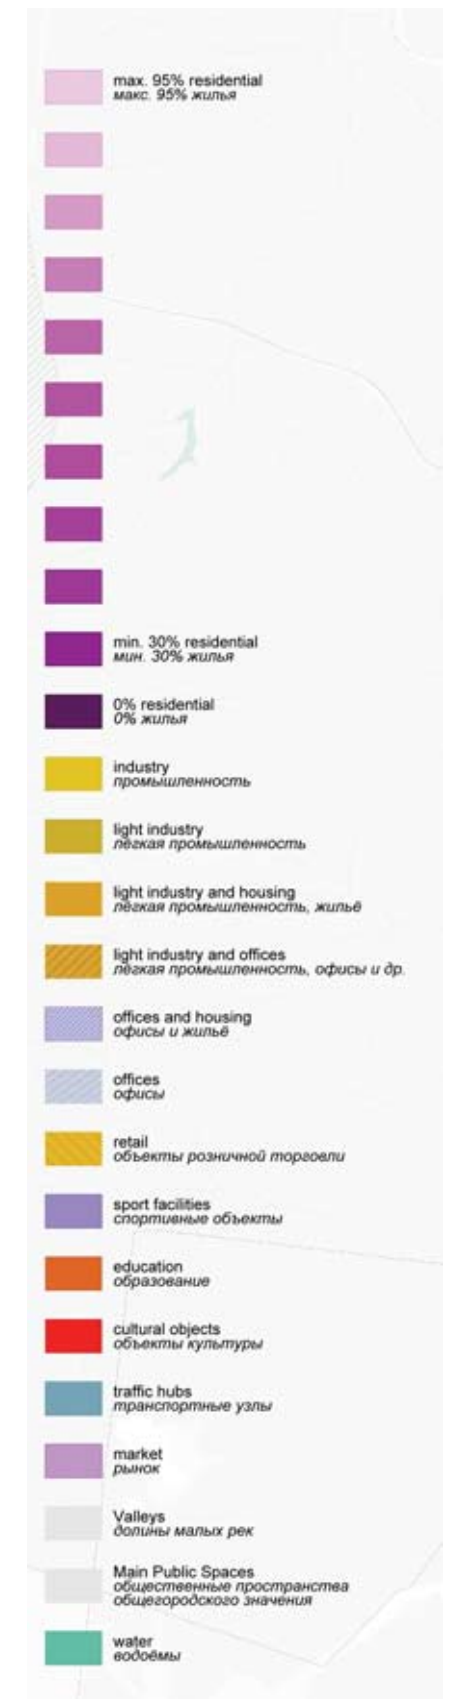 max. 95% residential
макс. 95% жилья
min. 30% residential
мин. 30% жилья
0% residential
0% жилья
industry
промышленность
light industry
лёгкая промышленность
light industry and housing
лёгкая промышленность, жильё
light industry and offices
лёгкая промышленность, офисы и др.
offices and housing
офисы и жильё
offices
офисы
retail
объекты розничной торговли
sport facilities
спортивные объекты
education
образование
cultural objects
объекты культуры
traffic hubs
транспортные узлы
market
рынок
Valleys
долины малых рек
Main Public Spaces
общественные пространства
общегородского значения
water
водоёмы